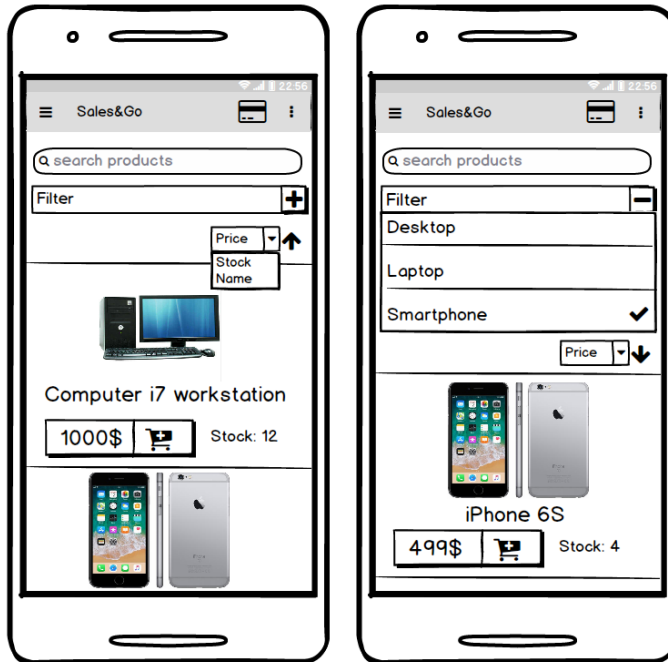 22:56
Sales&Go
search products
Filter
Price
Stock
Name
Computer i7 workstation
1000$
Stock: 12
22:56
Sales&Go
search products
Filter
Desktop
Laptop
Smartphone
Price
iPhone 6S
499$
Stock: 4